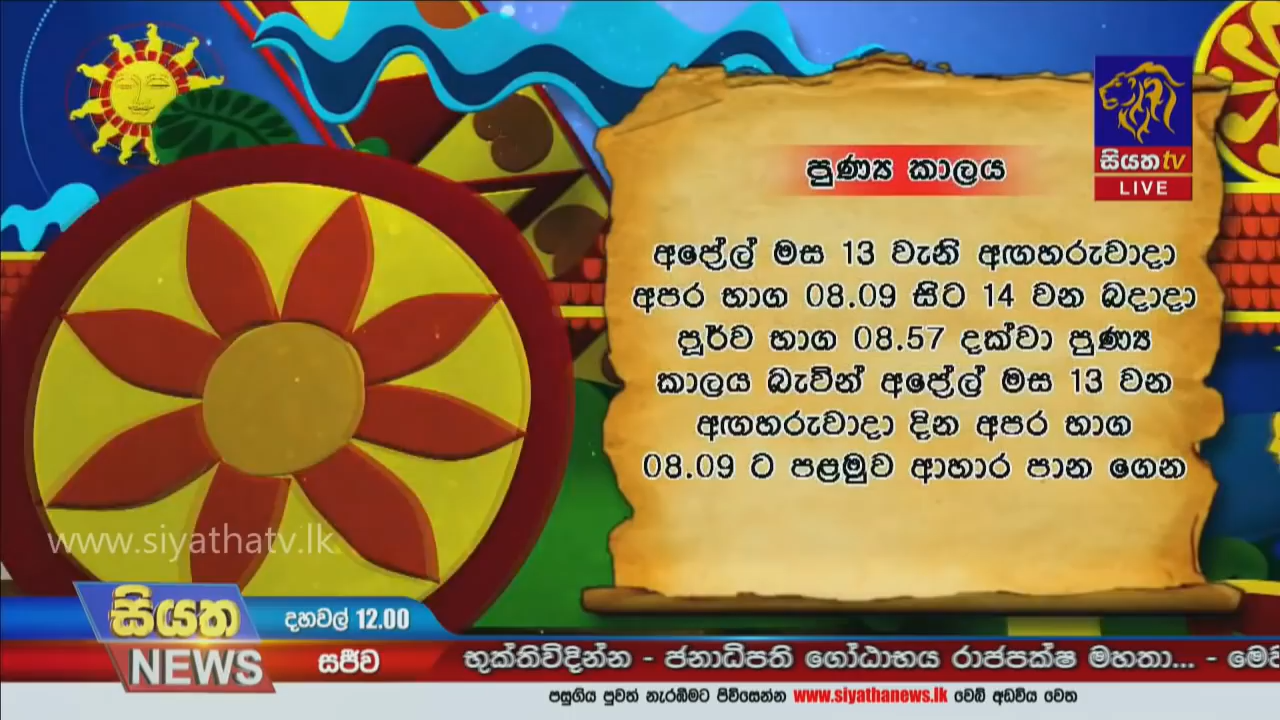 සියත tv
LIVE
පුණ්‍ය කාලය
අප්‍රේල් මස 13 වැනි අඟහරුවාදා
අපර භාග 08.09 සිට 14 වන බදාදා
පූර්ව භාග 08.57 දක්වා පුණ්‍ය
කාලය බැවින් අප්‍රේල් මස 13 වන
අඟහරුවාදා දින අපර භාග
08.09 ට පළමුව ආහාර පාන ගෙන
www.siyathatv.lk
සියත
NEWS
දහවල් 12.00
සජීව
භුක්තිවිදින්න - ජනාධිපති ගෝඨාභය රාජපක්ෂ මහතා... -
පසුගිය පුවත් නැරඹීමට පිවිසෙන්න www.siyathanews.lk වෙබ් අඩවිය වෙත